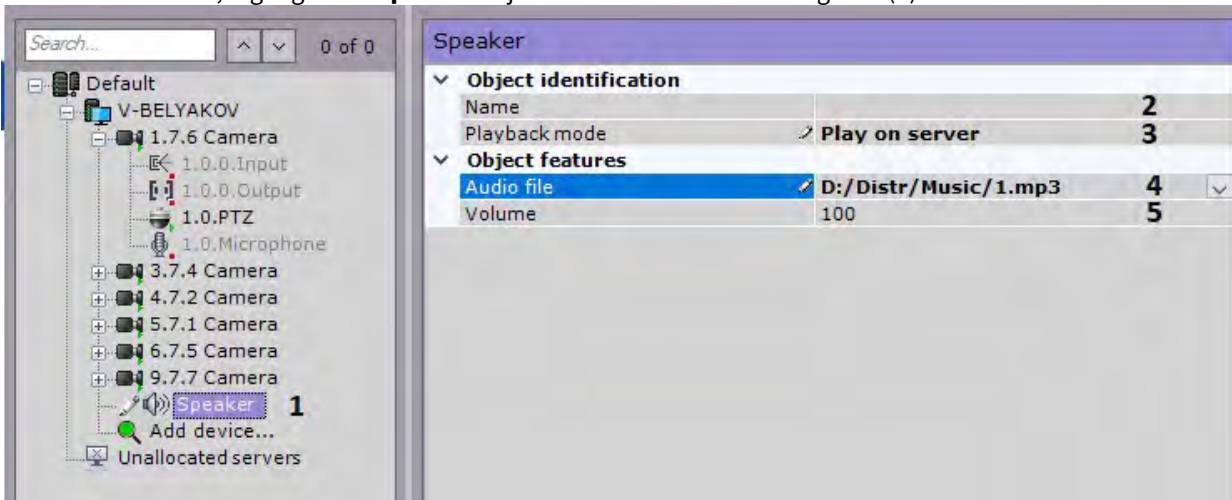 Search...
0 of 0
Default
V-BELYAKOV
1.7.6 Camera
1.0.0.Input
1.0.0.Output
1.0.PTZ
1.0.Microphone
3.7.4 Camera
4.7.2 Camera
5.7.1 Camera
6.7.5 Camera
9.7.7 Camera
Speaker 1
Add device...
Unallocated servers
Speaker
Object identification
Name 2
Playback mode Play on server 3
Object features
Audio file D:/Distr/Music/1.mp3 4
Volume 100 5